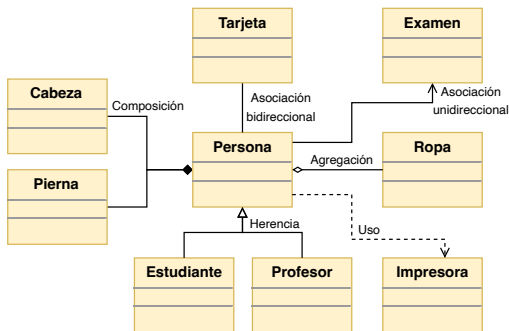 Tarjeta
Examen
Cabeza
Composición
Asociación
bidireccional
Asociación
unidireccional
Persona
Agregación
Ropa
Pierna
Herencia
Uso
Estudiante
Profesor
Impresora